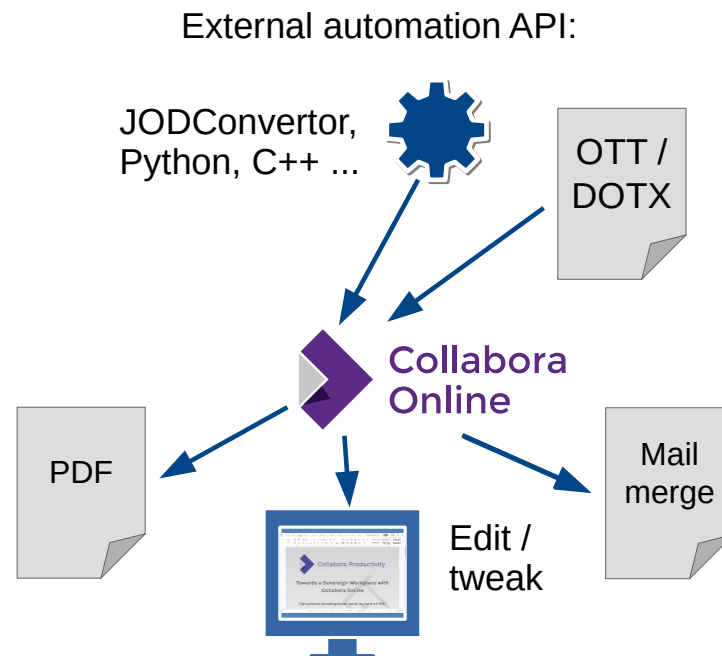 External automation API:
JODConvertor,
Python, C++ ...
OTT /
DOTX
Collabora
Online
PDF
Mail
merge
Edit /
tweak
Collabora Productivity
Towards a Sovereign Workplace with
Collabora Online